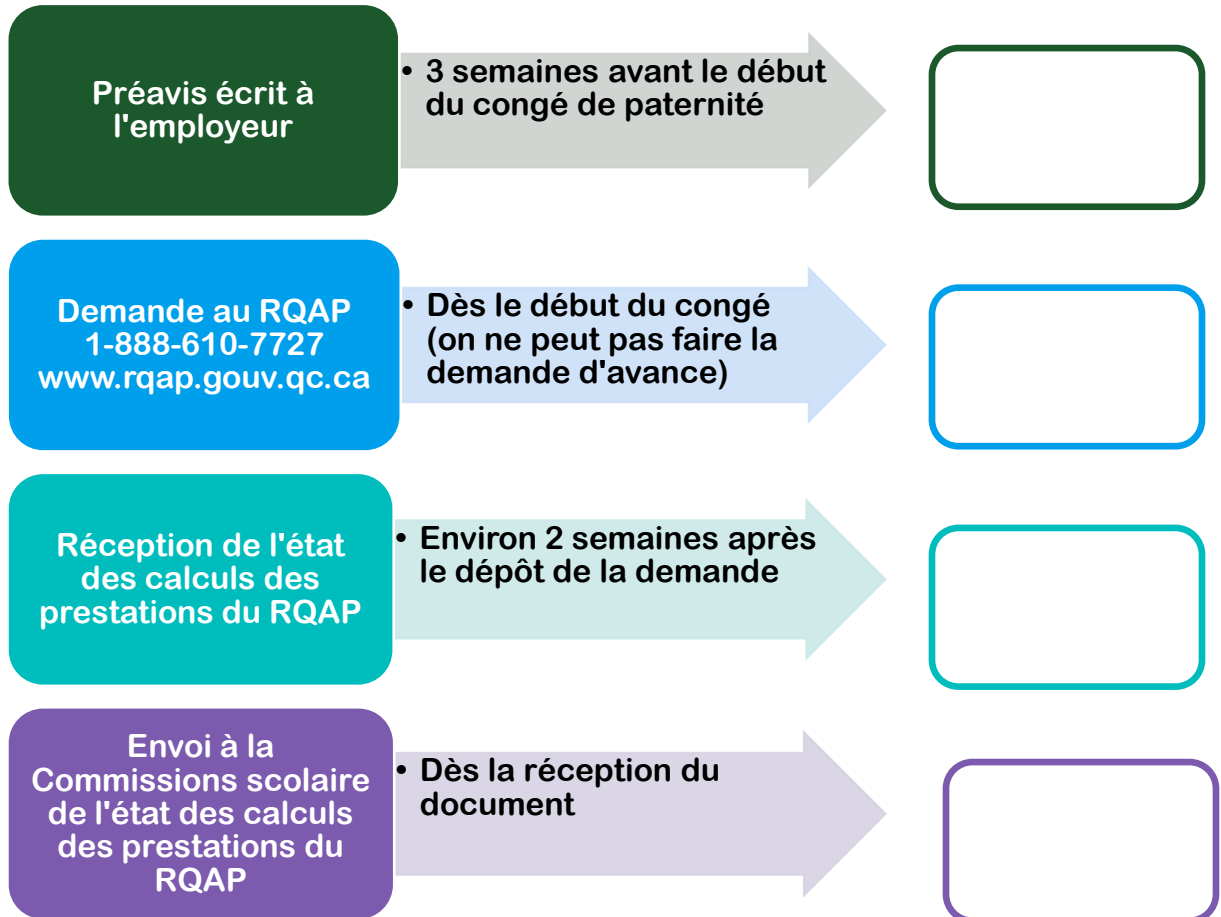 Préavis écrit à
l'employeur
• 3 semaines avant le début
du congé de paternité
Demande au RQAP
1-888-610-7727
www.rqap.gouv.qc.ca
• Dès le début du congé
(on ne peut pas faire la
demande d'avance)
Réception de l'état
des calculs des
prestations du RQAP
• Environ 2 semaines après
le dépôt de la demande
Envoi à la
Commissions scolaire
de l'état des calculs
des prestations du
RQAP
• Dès la réception du
document